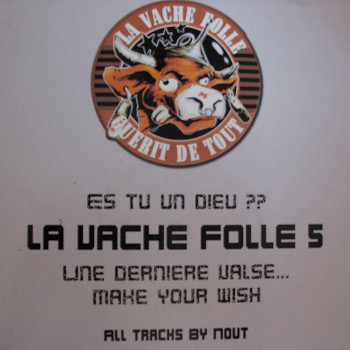 LA VACHE FOLLE
GUERIT DE TOUT
ES TU UN DIEU ??
LA VACHE FOLLE 5
UNE DERNIERE VALSE...
MAKE YOUR WISH
ALL TRACKS BY NOUT